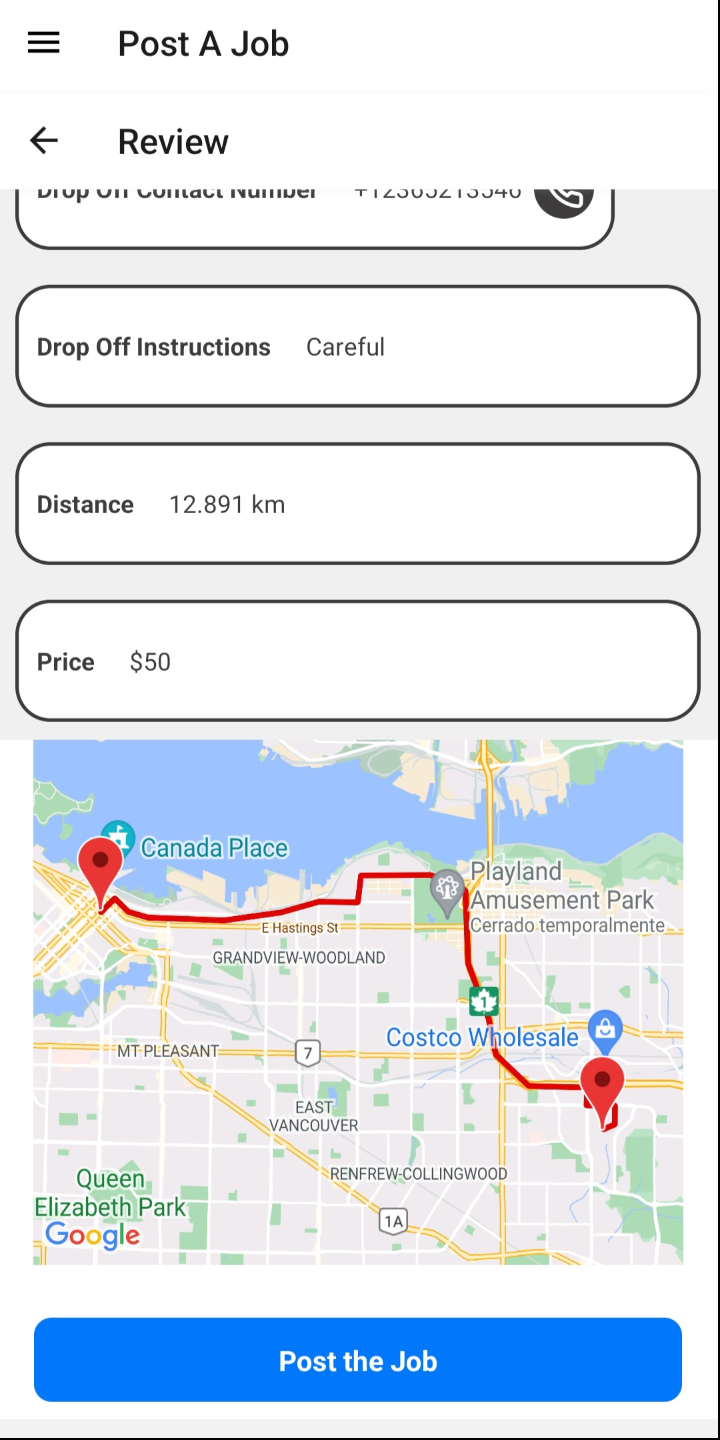 Post A Job
Review
Drop Off Contact Number +12365213546
Drop Off Instructions Careful
Distance 12.891 km
Price $50
Canada Place
Playland
Amusement Park
Cerrado temporalmente
E Hastings St
GRANDVIEW-WOODLAND
1
Costco Wholesale
MT PLEASANT
7
EAST
VANCOUVER
RENFREW-COLLINGWOOD
Queen
Elizabeth Park
1A
Google
Post the Job